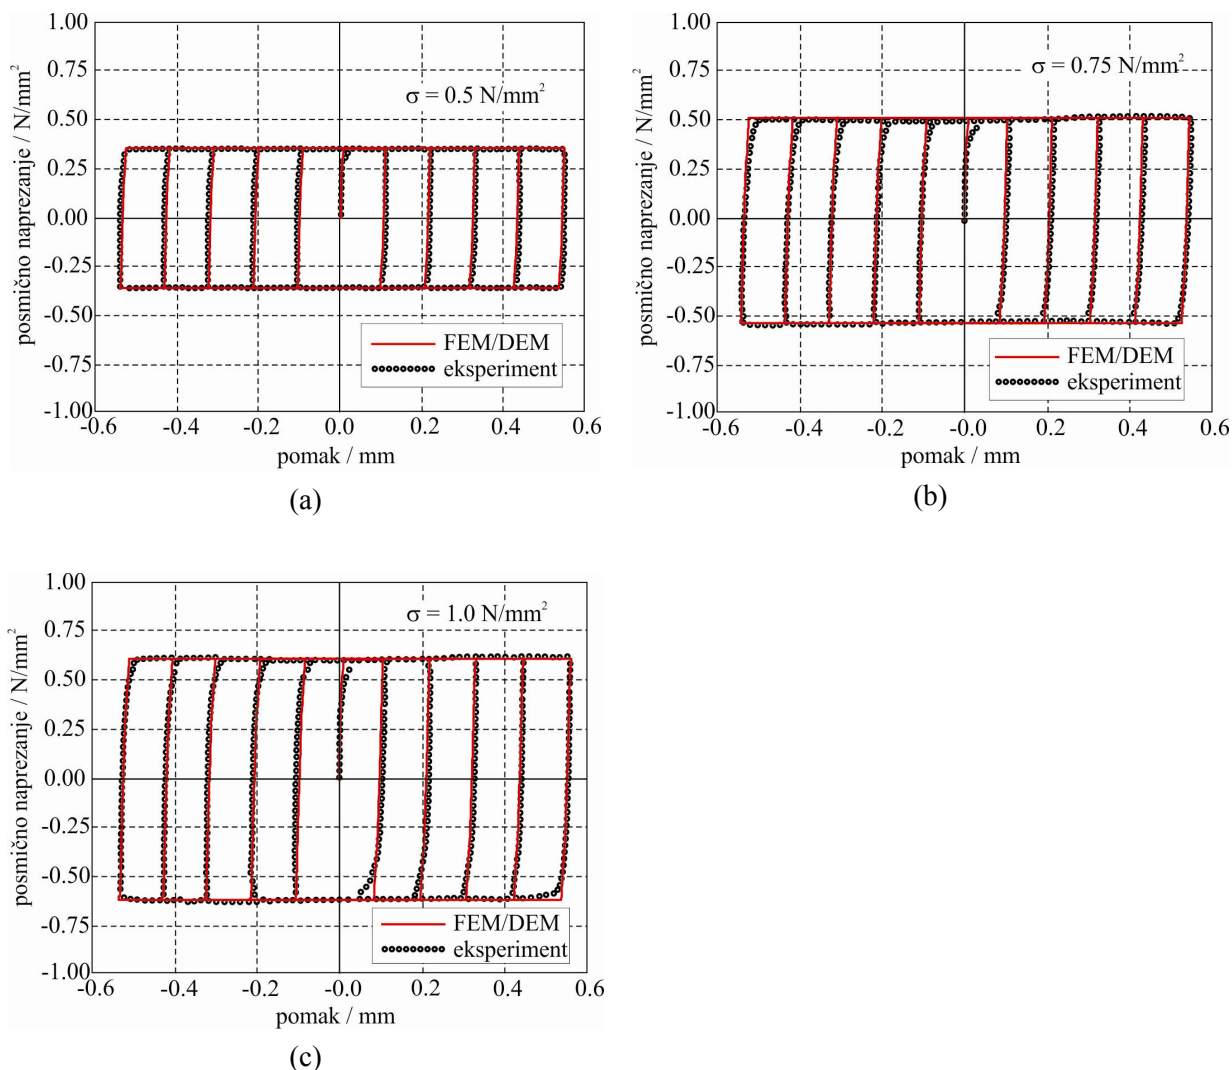 1.00
0.75
0.50
0.25
0.00
-0.25
-0.50
-0.75
-1.00
posmično naprezanje / N/mm²
σ = 0.5 N/mm²
FEM/DEM
eksperiment
-0.6 -0.4 -0.2 0.0 0.2 0.4 0.6
pomak / mm
(a)
1.00
0.75
0.50
0.25
0.00
-0.25
-0.50
-0.75
-1.00
posmično naprezanje / N/mm²
σ = 0.75 N/mm²
FEM/DEM
eksperiment
-0.6 -0.4 -0.2 -0.0 0.2 0.4 0.6
pomak / mm
(b)
1.00
0.75
0.50
0.25
0.00
-0.25
-0.50
-0.75
-1.00
posmično naprezanje / N/mm²
σ = 1.0 N/mm²
FEM/DEM
eksperiment
-0.6 -0.4 -0.2 -0.0 0.2 0.4 0.6
pomak / mm
(c)